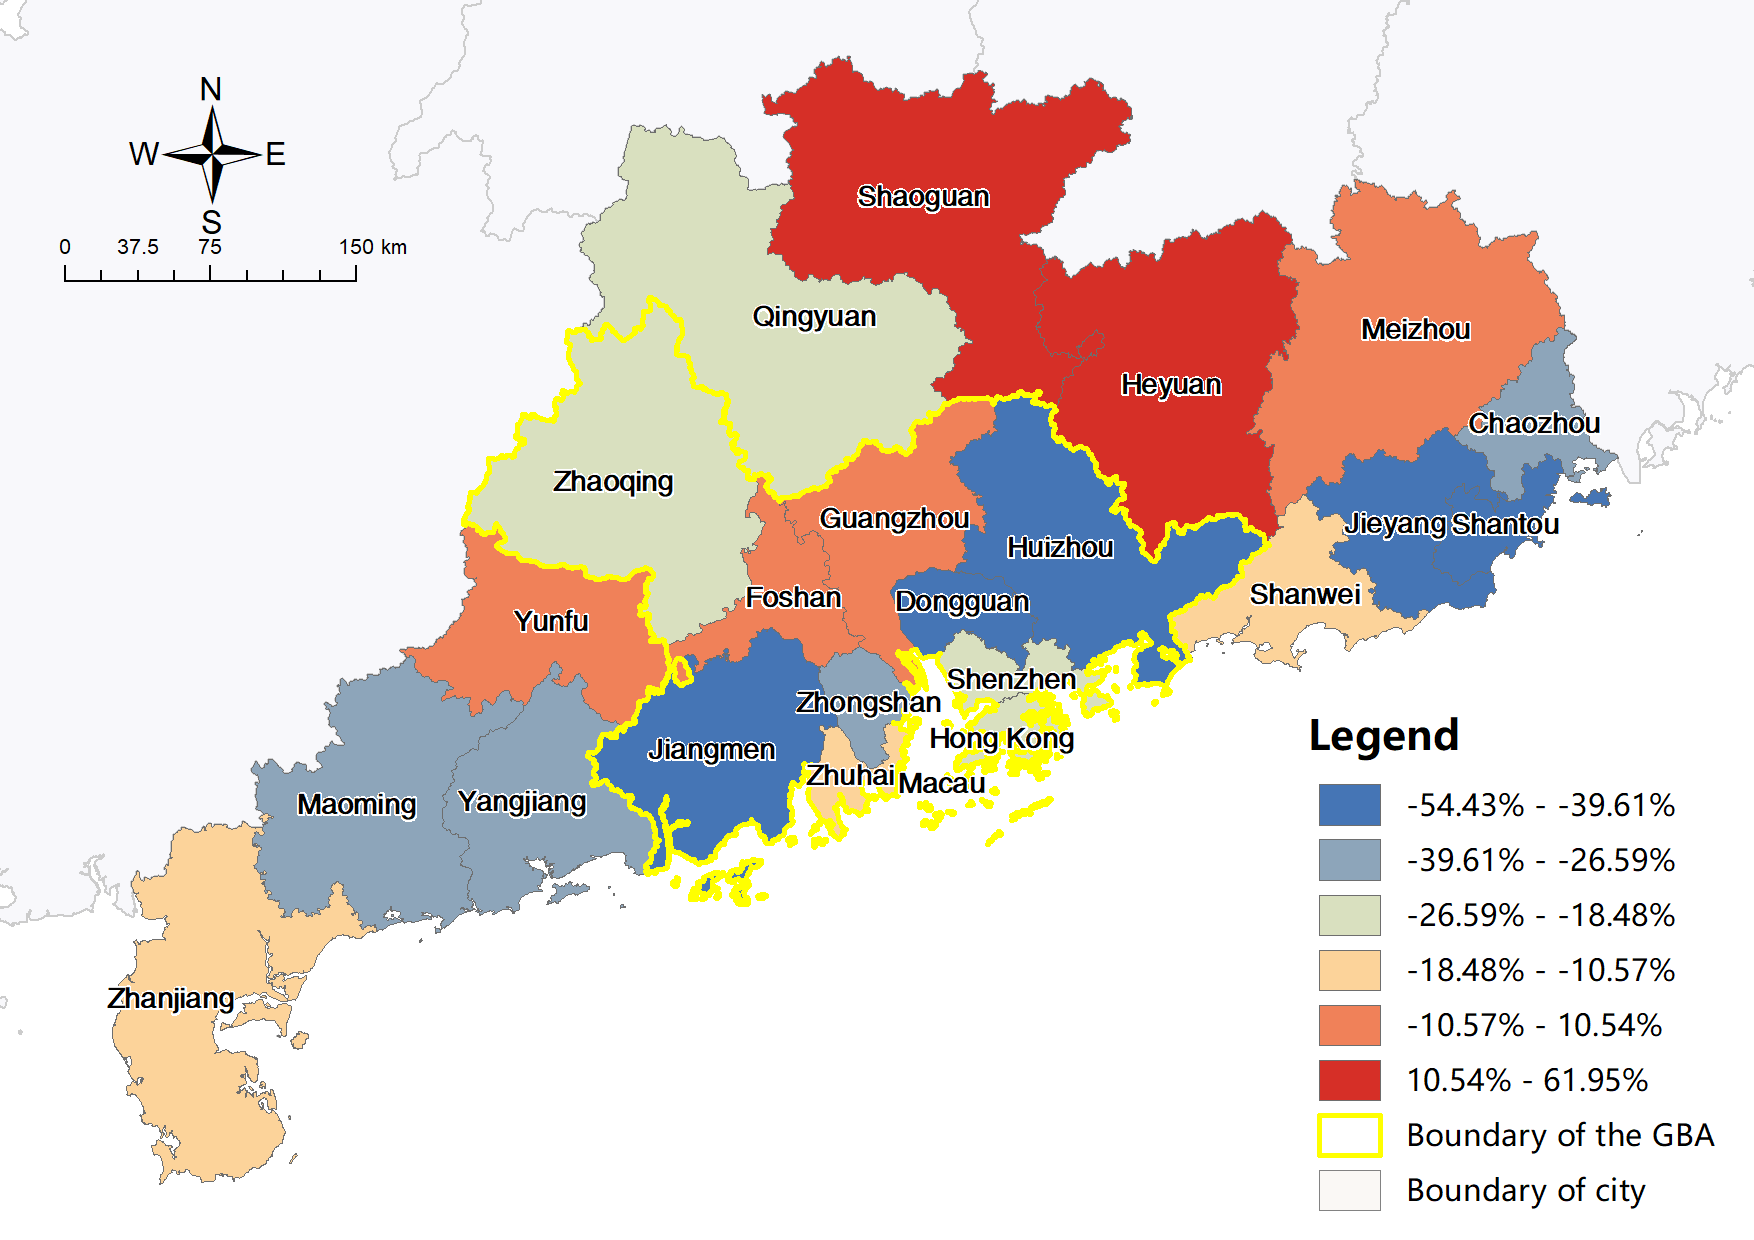 N
W E
S
0 37.5 75 150 km
Shaoguan
Qingyuan
Meizhou
Heyuan
Chaozhou
Zhaoqing
Guangzhou
Jieyang Shantou
Huizhou
Foshan
Dongguan
Shanwei
Yunfu
Shenzhen
Zhongshan
Hong Kong
Jiangmen
Zhuhai
Macau
Maoming
Yangjiang
Zhanjiang
Legend
-54.43% - -39.61%
-39.61% - -26.59%
-26.59% - -18.48%
-18.48% - -10.57%
-10.57% - 10.54%
10.54% - 61.95%
Boundary of the GBA
Boundary of city